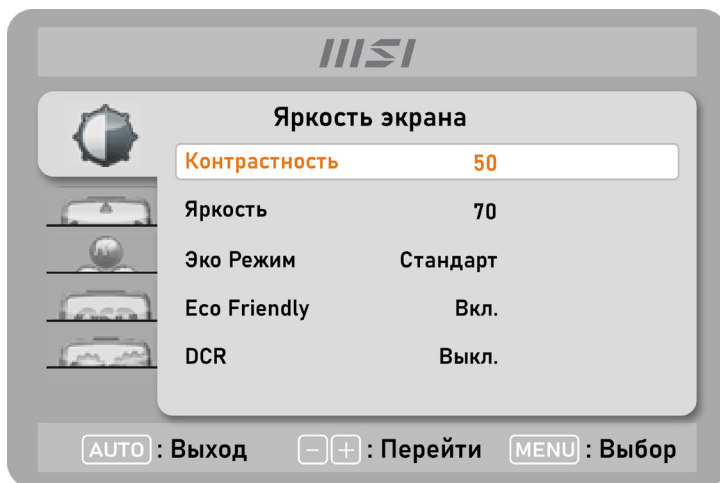 msi
Яркость экрана
Контрастность 50
Яркость 70
Эко Режим Стандарт
Eco Friendly Вкл.
DCR Выкл.
AUTO : Выход - + : Перейти MENU : Выбор